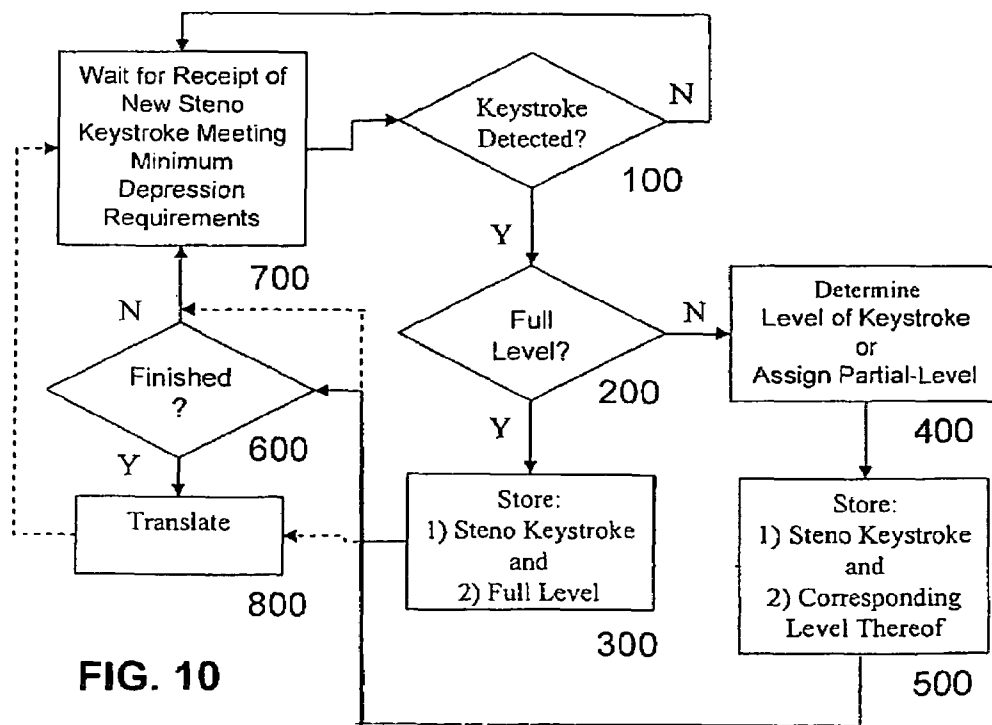 Wait for Receipt of
New Steno
Keystroke Meeting
Minimum
Depression
Requirements
700
Keystroke
Detected?
100
N
Y
Full
Level?
200
N
Y
Determine
Level of Keystroke
or
Assign Partial-Level
400
N
Finished
?
600
Y
Translate
800
Store:
1) Steno Keystroke
and
2) Full Level
300
Store:
1) Steno Keystroke
and
2) Corresponding
Level Thereof
500
FIG. 10